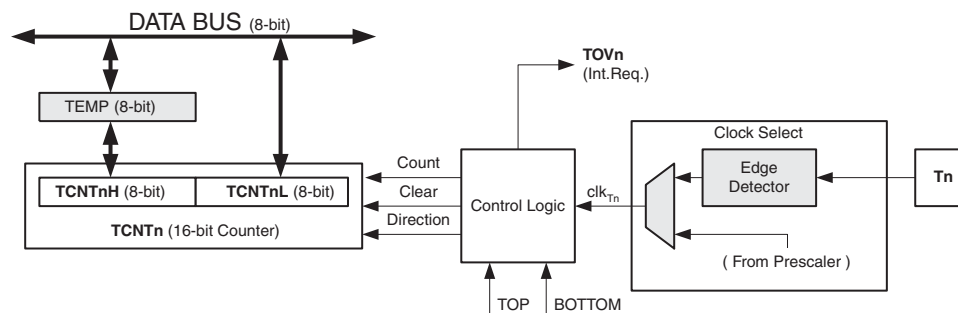 DATA BUS (8-bit)
TOVn
(Int.Req.)
TEMP (8-bit)
Clock Select
Count
Edge
Detector
Tn
TCNTnH (8-bit)
TCNTnL (8-bit)
Clear
Control Logic
clkTn
Direction
TCNTn (16-bit Counter)
( From Prescaler )
TOP
BOTTOM